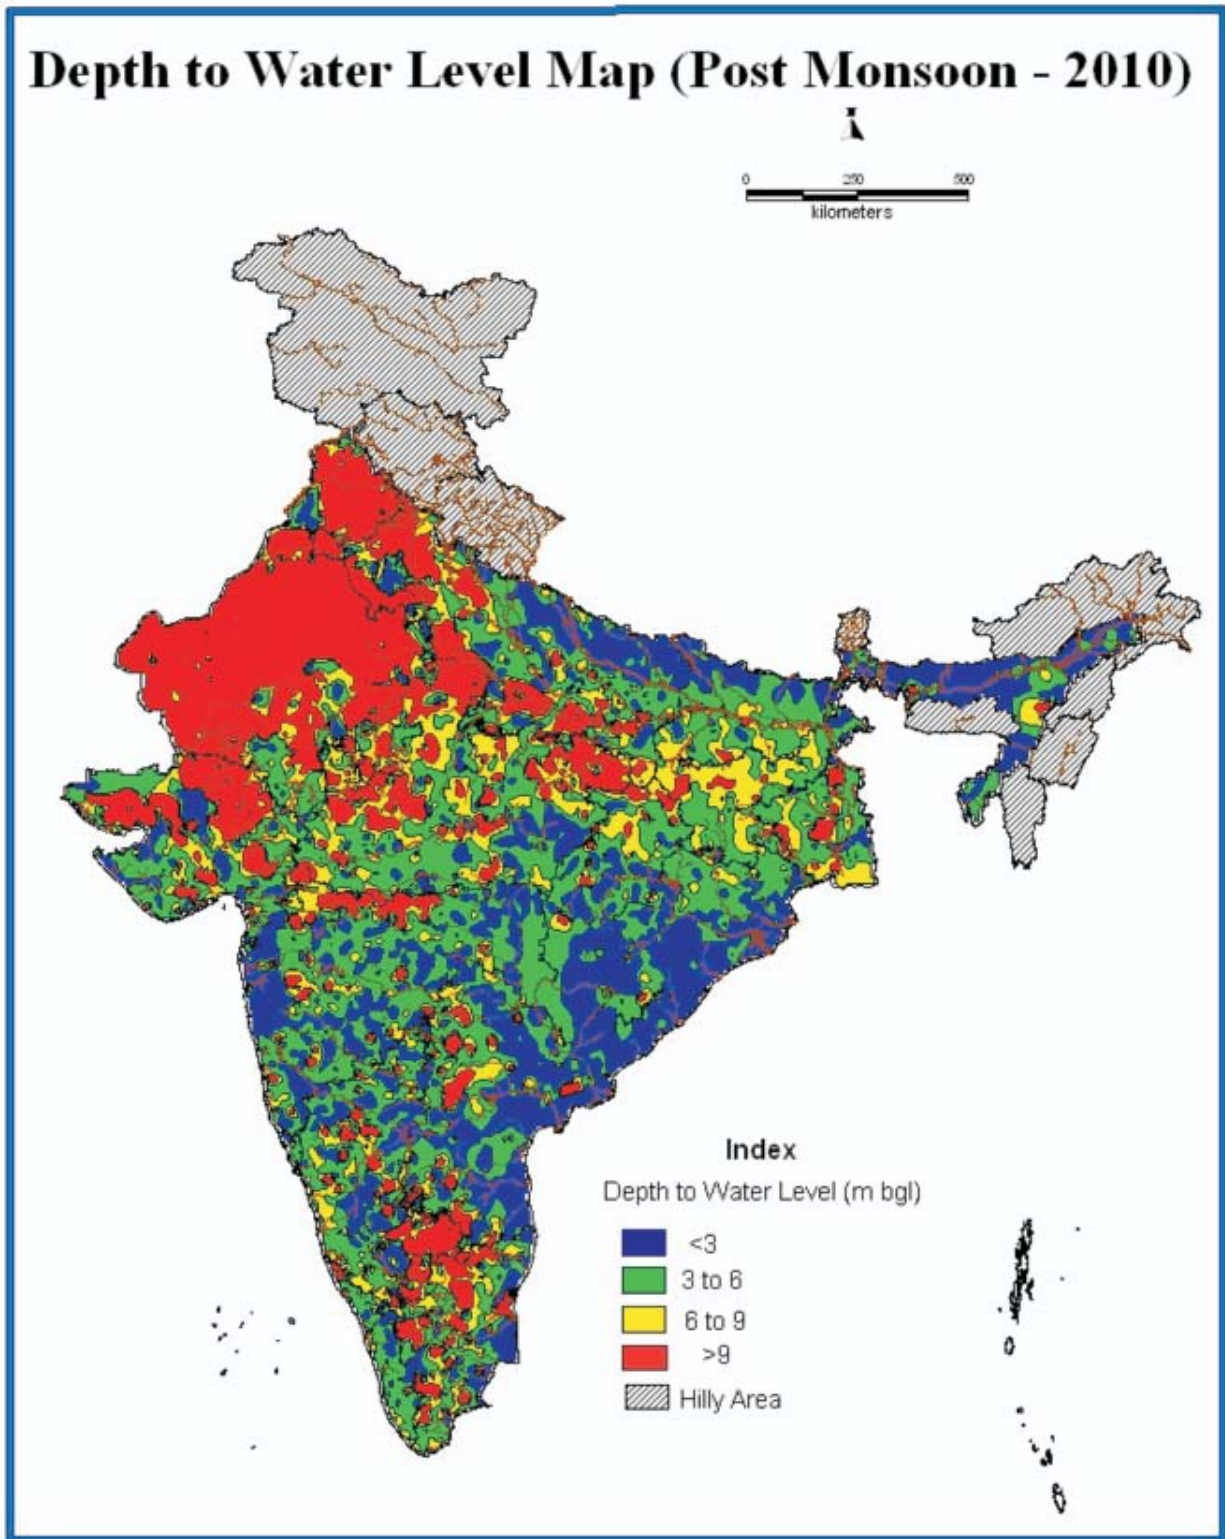 Depth to Water Level Map (Post Monsoon - 2010)
0 250 500
kilometers
Index
Depth to Water Level (m bgl)
<3
3 to 6
6 to 9
>9
Hilly Area